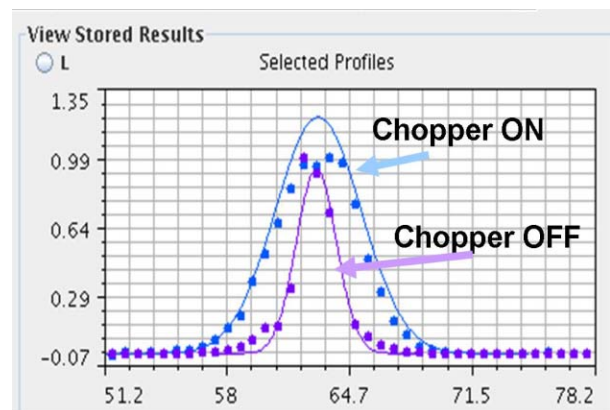 View Stored Results
L
Selected Profiles
1.35
Chopper ON
0.99
0.64
Chopper OFF
0.29
-0.07
51.2 58 64.7 71.5 78.2